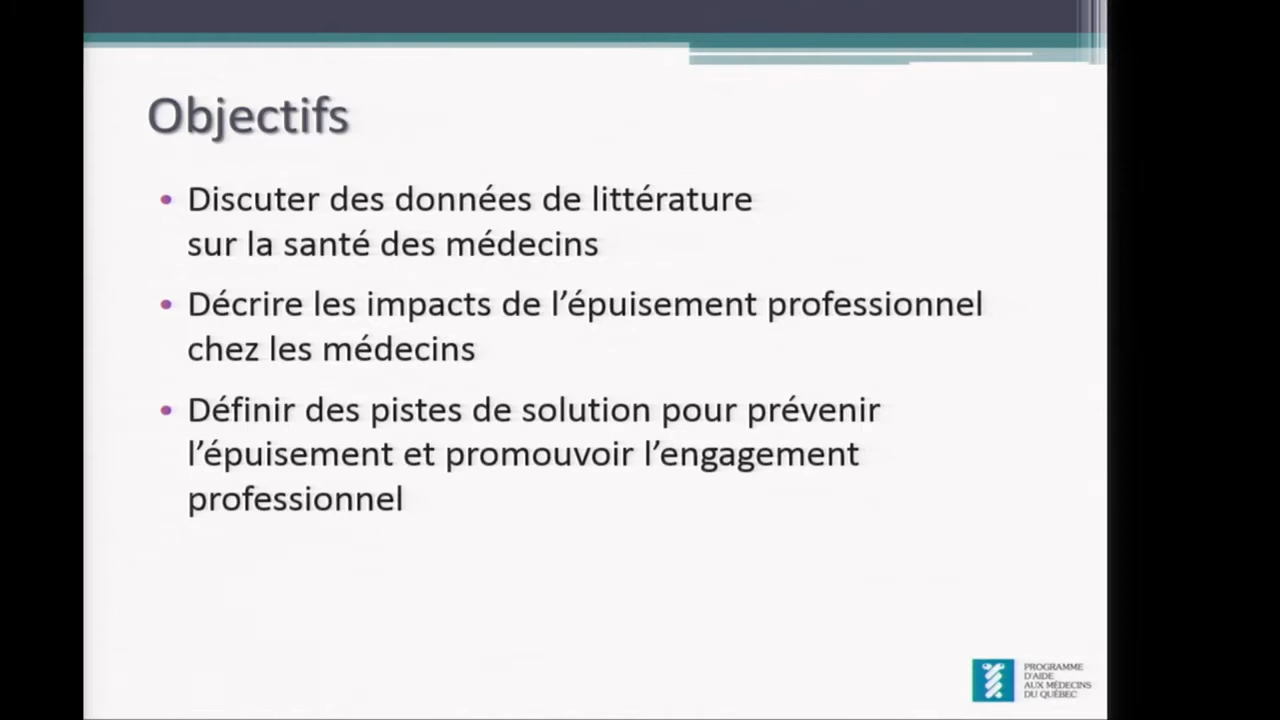 Objectifs
• Discuter des données de littérature
sur la santé des médecins
• Décrire les impacts de l’épuisement professionnel
chez les médecins
• Définir des pistes de solution pour prévenir
l’épuisement et promouvoir l’engagement
professionnel
PROGRAMME
D'AIDE
AUX MÉDECINS
DU QUÉBEC